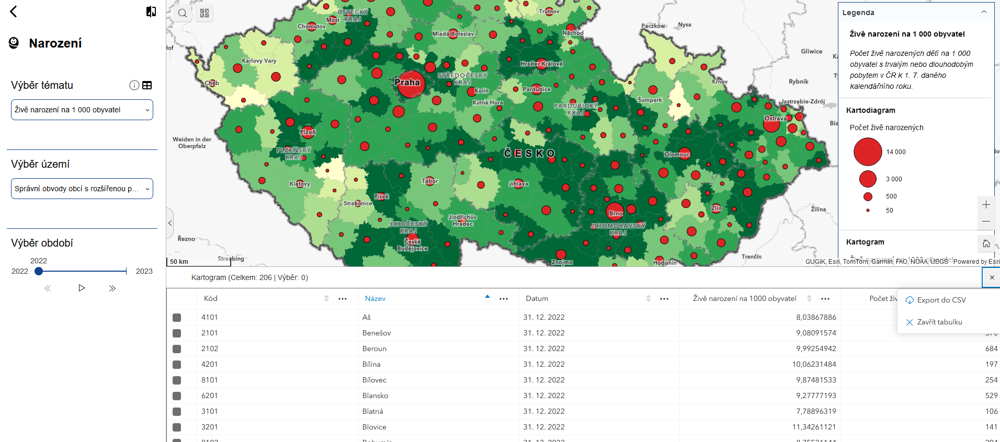 Narození
Výběr tématu
Živě narození na 1 000 obyvatel
Výběr území
Správní obvody obcí s rozšířenou p…
Výběr období
2022
2022
2023
ÚSTECKÝ
KRAJ
Most
Chomutov
Mladá Boleslav
Trutnov
Náchod
Paczków
Nysa
Gliwice
Rybnik
Jastrzębie-Zdrój
Karlovy Vary
Cheb
Praha
STŘEDOČESKÝ
KRAJ
Kolín
Kutná Hora
Hradec Králové
Pardubice
PARDUBICKÝ
KRAJ
Šumperk
Krnov
Ostrava
Weiden in der
Oberpfalz
Plzeň
PLZEŇSKÝ
KRAJ
ČESKO
Olomouc
Klatovy
Tábor
Jihlava
Písek
Strakonice
Jindřichův
Hradec
JIHOČESKÝ
KRAJ
České
Budějovice
Brno
JIHOMORAVSKÝ
KRAJ
Zlín
Žilina
Trenčín
Znojmo
Hodonín
Řezno
Straubing
50 km
Legenda
Živě narození na 1 000 obyvatel
Počet živě narozených dětí na 1 000
obyvatel s trvalým nebo dlouhodobým
pobytem v ČR k 1. 7. daného
kalendářního roku.
Kartodiagram
Počet živě narozených
14 000
3 000
500
50
Kartogram
Živě narození na 1000 obyvatel
GUGiK, Esri, TomTom, Garmin, FAO, NOAA, USGS Powered by Esri
Kartogram (Celkem: 206 | Výběr: 0)
Kód Název Datum Živě narození na 1000 obyvatel Počet živ
Export do CSV
Zavřít tabulku
4101 Aš 31. 12. 2022 8,03867886
2101 Benešov 31. 12. 2022 9,08091574
2102 Beroun 31. 12. 2022 9,99254942 684
4201 Bílina 31. 12. 2022 10,06231484 197
8101 Bílovec 31. 12. 2022 9,87481533 254
6201 Blansko 31. 12. 2022 9,27777193 529
3101 Blatná 31. 12. 2022 7,78896319 106
3201 Blovice 31. 12. 2022 11,34261121 141